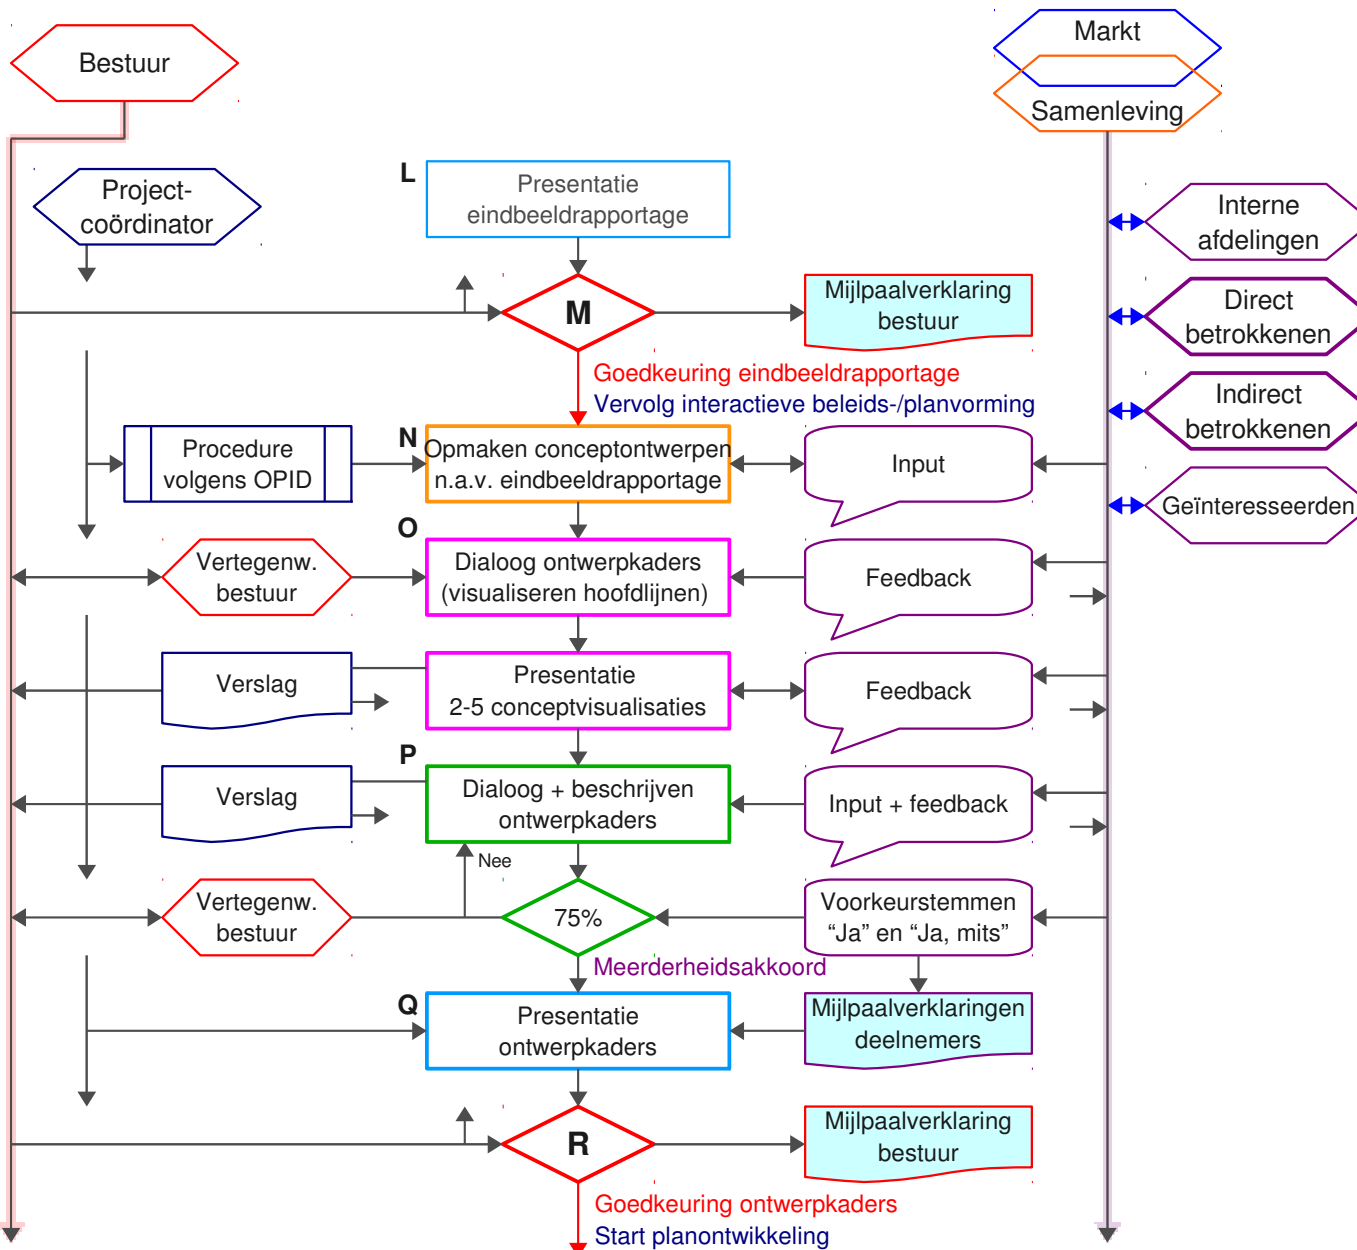 Bestuur
Markt
Samenleving
Project-
coördinator
L
Presentatie
eindbeeldrapportage
Interne
afdelingen
M
Mijlpaalverklaring
bestuur
Direct
betrokkenen
Goedkeuring eindbeeldrapportage
Vervolg interactieve beleids-/planvorming
Indirect
betrokkenen
Procedure
volgens OPID
N
Opmaken conceptontwerpen
n.a.v. eindbeeldrapportage
Input
Geïnteresseerden
O
Vertegenw.
bestuur
Dialoog ontwerpkaders
(visualiseren hoofdlijnen)
Feedback
Verslag
Presentatie
2-5 conceptvisualisaties
Feedback
P
Verslag
Dialoog + beschrijven
ontwerpkaders
Input + feedback
Nee
Vertegenw.
bestuur
75%
Voorkeurstemmen
“Ja” en “Ja, mits”
Meerderheidsakkoord
Q
Presentatie
ontwerpkaders
Mijlpaalverklaringen
deelnemers
R
Mijlpaalverklaring
bestuur
Goedkeuring ontwerpkaders
Start planontwikkeling